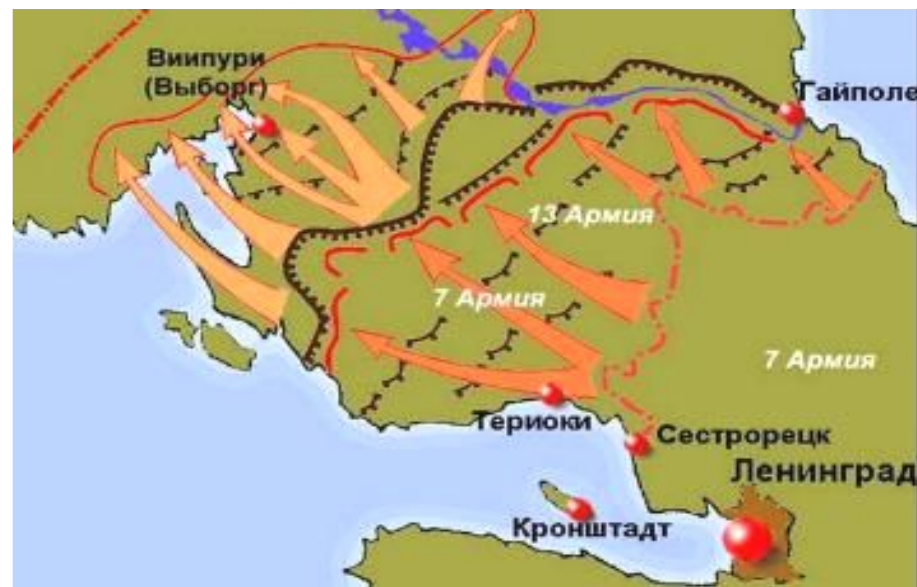 Виипури
(Выборг)
Гайполе
13 Армия
7 Армия
7 Армия
Териоки
Сестрорецк
Ленинград
Кронштадт